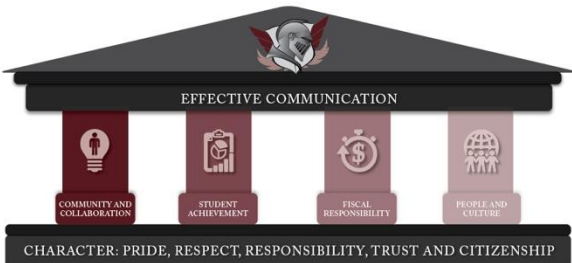 EFFECTIVE COMMUNICATION
COMMUNITY AND
COLLABORATION
STUDENT
ACHIEVEMENT
FISCAL
RESPONSIBILITY
PEOPLE AND
CULTURE
CHARACTER: PRIDE, RESPECT, RESPONSIBILITY, TRUST AND CITIZENSHIP